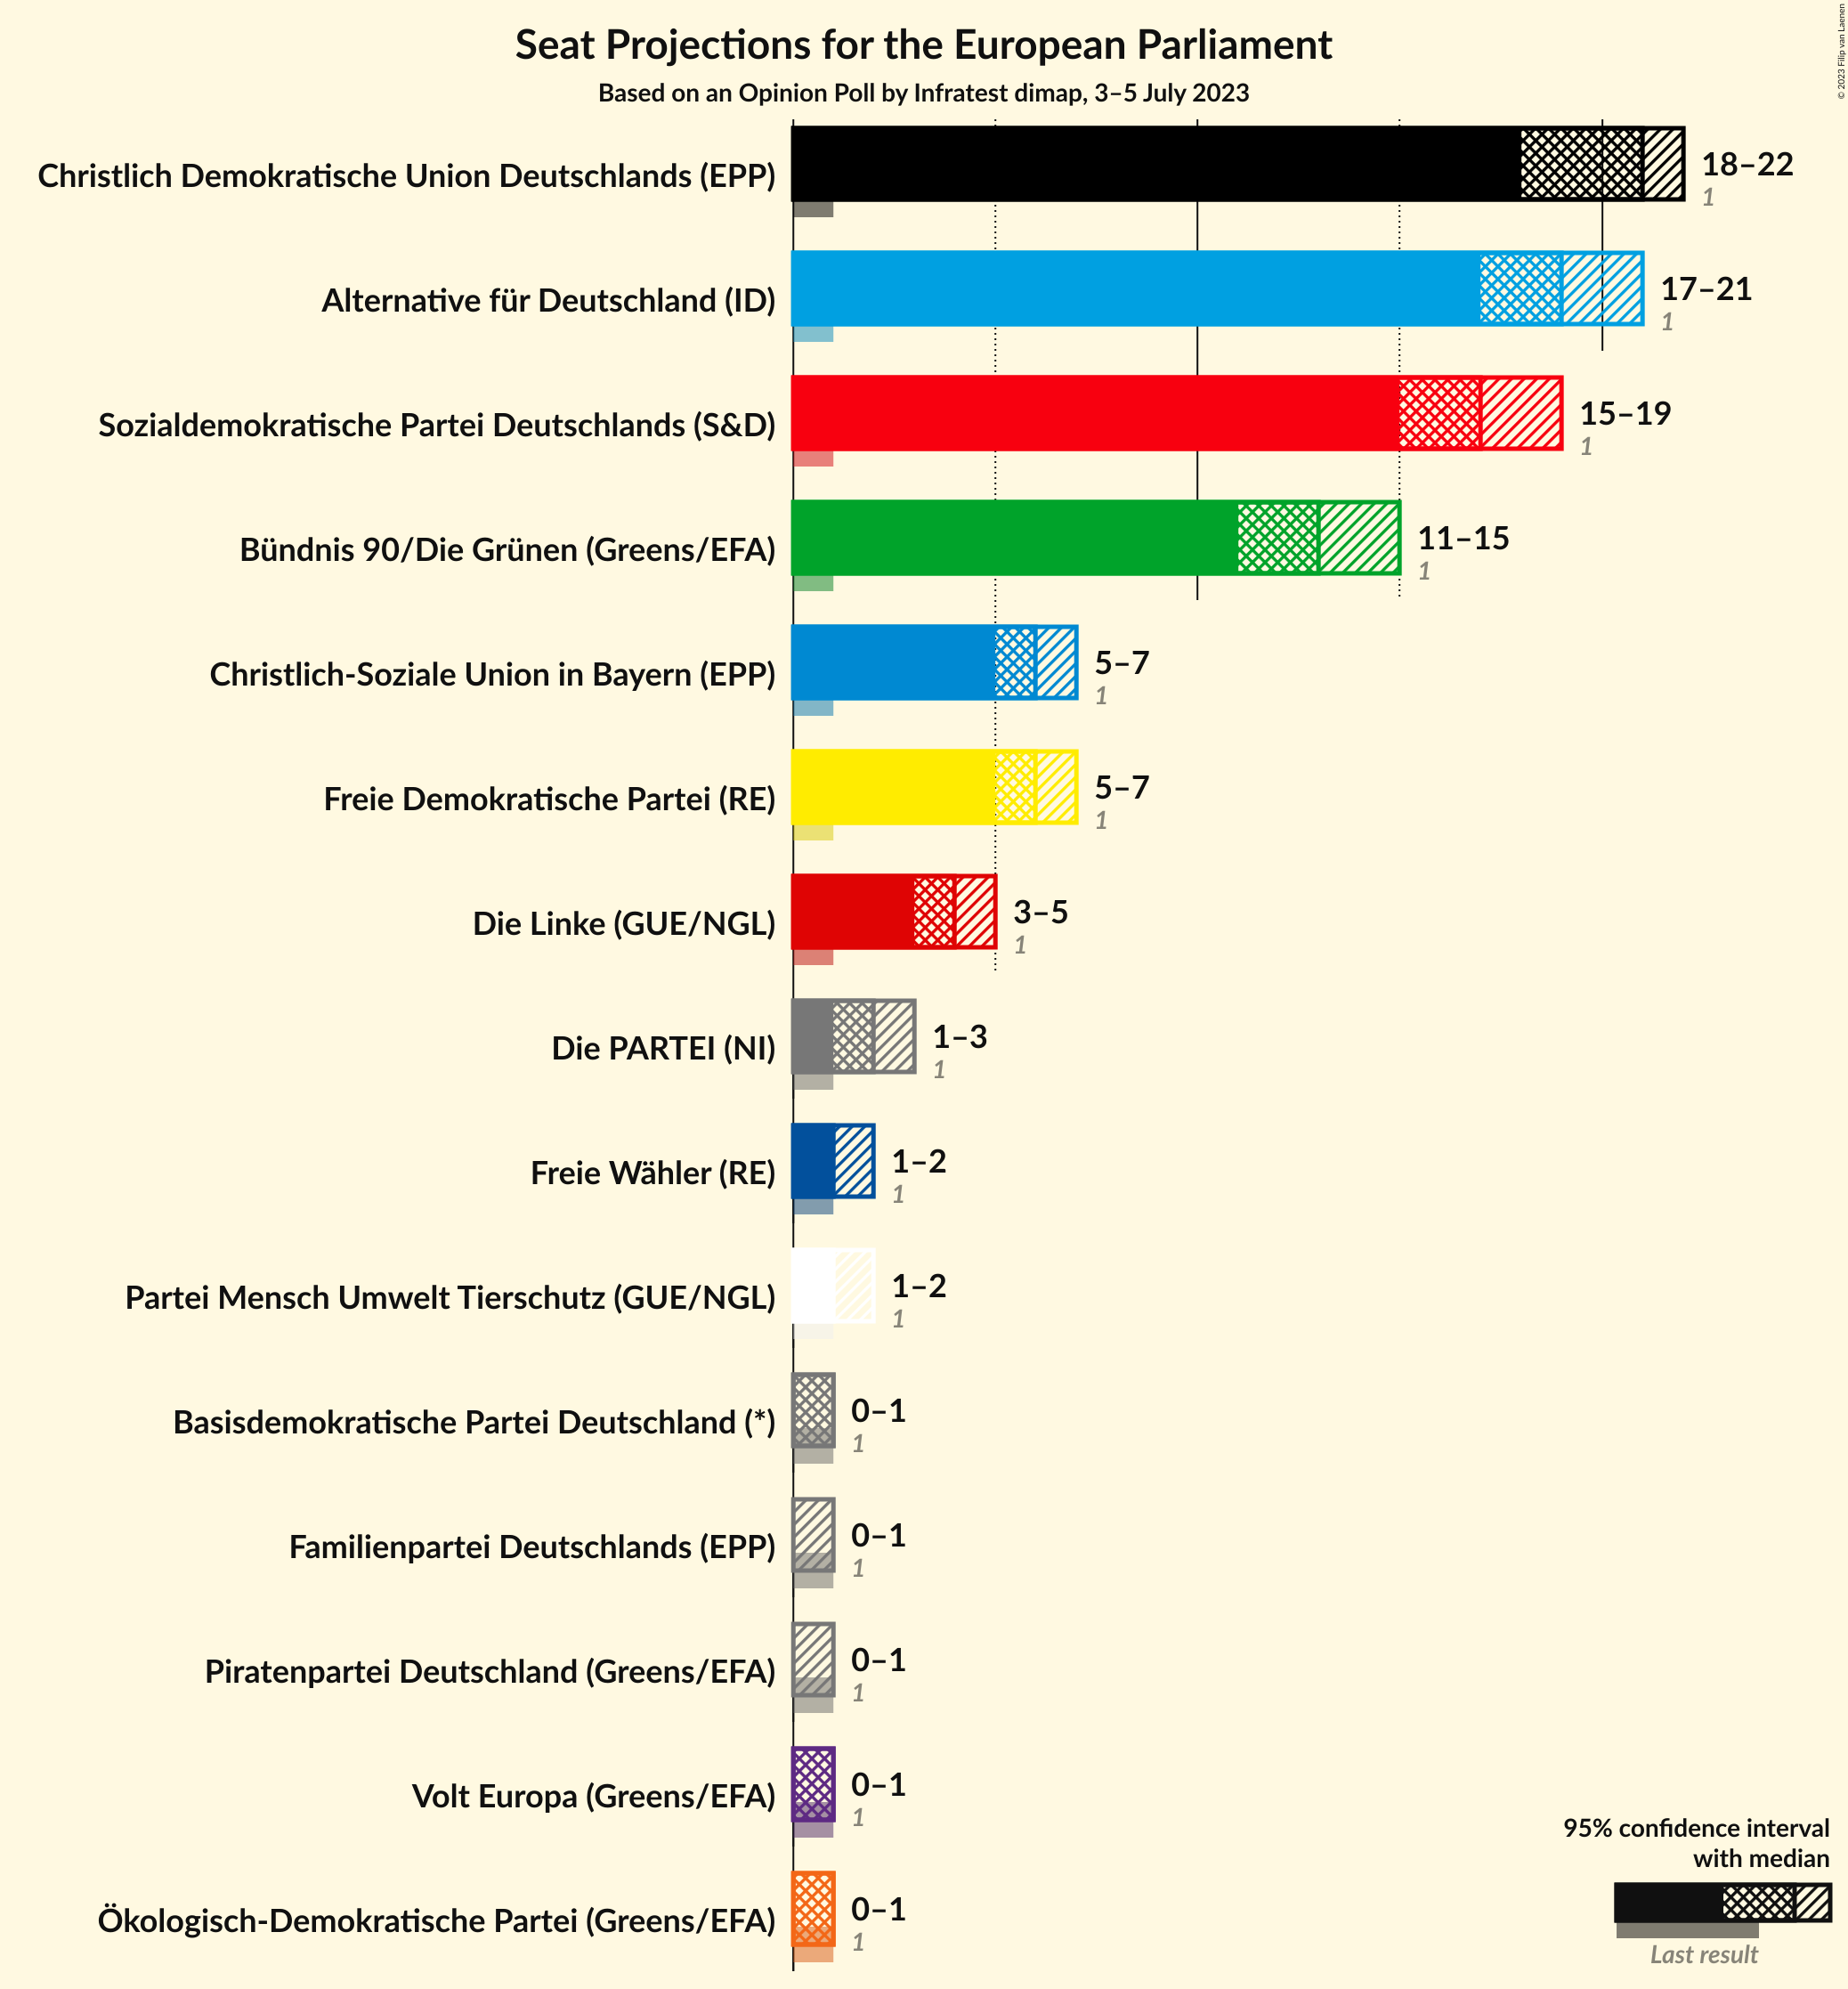 Seat Projections for the European Parliament
Based on an Opinion Poll by Infratest dimap, 3–5 July 2023
© 2023 Filip van Laenen
Christlich Demokratische Union Deutschlands (EPP)
18–22
1
Alternative für Deutschland (ID)
17–21
1
Sozialdemokratische Partei Deutschlands (S&D)
15–19
1
Bündnis 90/Die Grünen (Greens/EFA)
11–15
1
Christlich-Soziale Union in Bayern (EPP)
5–7
1
Freie Demokratische Partei (RE)
5–7
1
Die Linke (GUE/NGL)
3–5
1
Die PARTEI (NI)
1–3
1
Freie Wähler (RE)
1–2
1
Partei Mensch Umwelt Tierschutz (GUE/NGL)
1–2
1
Basisdemokratische Partei Deutschland (*)
0–1
1
Familienpartei Deutschlands (EPP)
0–1
1
Piratenpartei Deutschland (Greens/EFA)
0–1
1
Volt Europa (Greens/EFA)
0–1
1
Ökologisch-Demokratische Partei (Greens/EFA)
0–1
1
95% confidence interval
with median
Last result